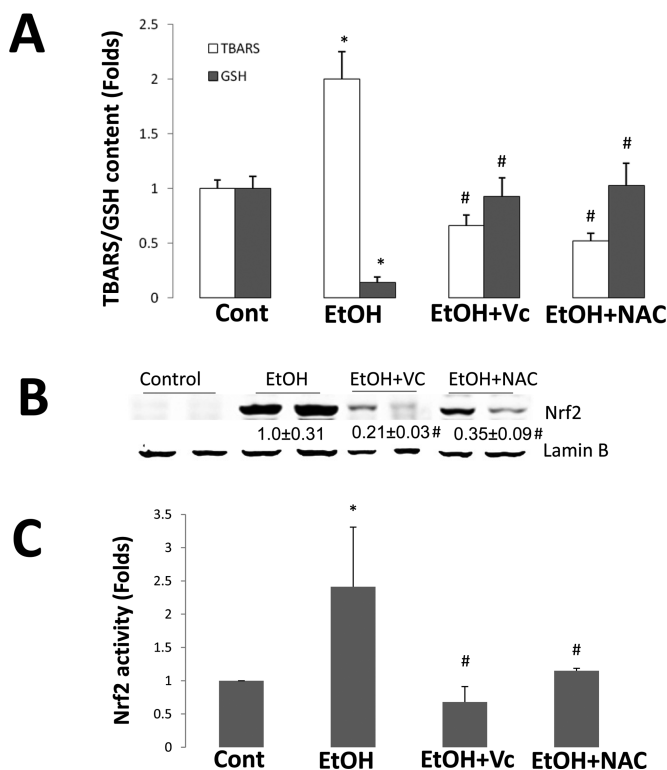 A
TBARS/GSH content (Folds)
2.5
2
1.5
1
0.5
0
TBARS
GSH
*
*
#
#
#
#
Cont EtOH EtOH+Vc EtOH+NAC
B
Control EtOH EtOH+VC EtOH+NAC
Nrf2
1.0±0.31 0.21±0.03 # 0.35±0.09 #
Lamin B
C
Nrf2 activity (Folds)
3.5
3
2.5
2
1.5
1
0.5
0
*
#
#
Cont EtOH EtOH+Vc EtOH+NAC